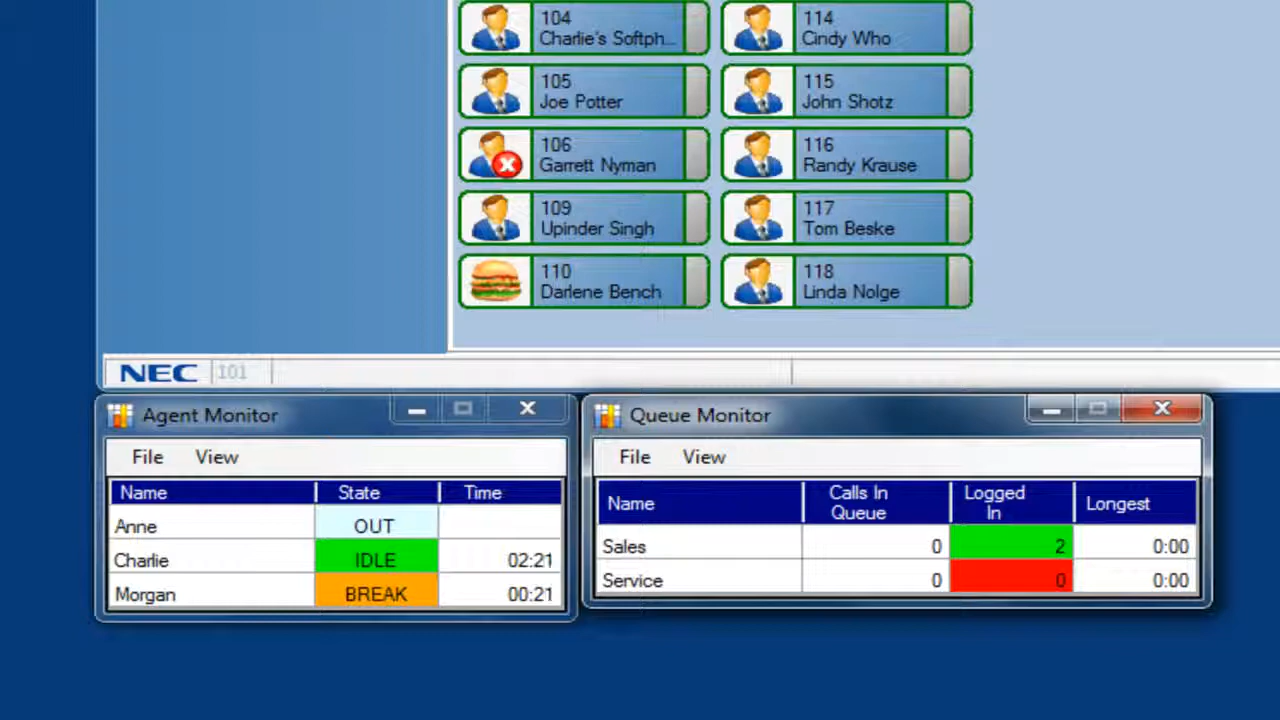 104
Charlie's Softph...
114
Cindy Who
105
Joe Potter
115
John Shotz
106
Garrett Nyman
116
Randy Krause
109
Upinder Singh
117
Tom Beske
110
Darlene Bench
118
Linda Nolge
NEC 101
Agent Monitor
File View
Name State Time
Anne OUT
Charlie IDLE 02:21
Morgan BREAK 00:21
Queue Monitor
File View
Name Calls In Queue Logged In Longest
Sales 0 2 0:00
Service 0 0 0:00